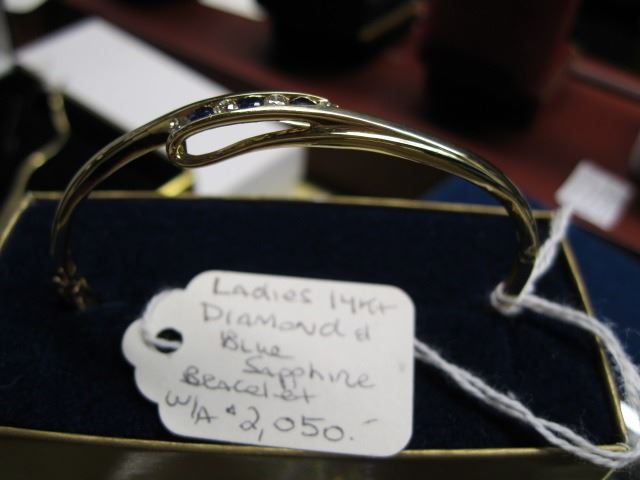 Ladies 14Kt
Diamond &
Blue
Sapphire
Bracelet
W/A $2,050.-